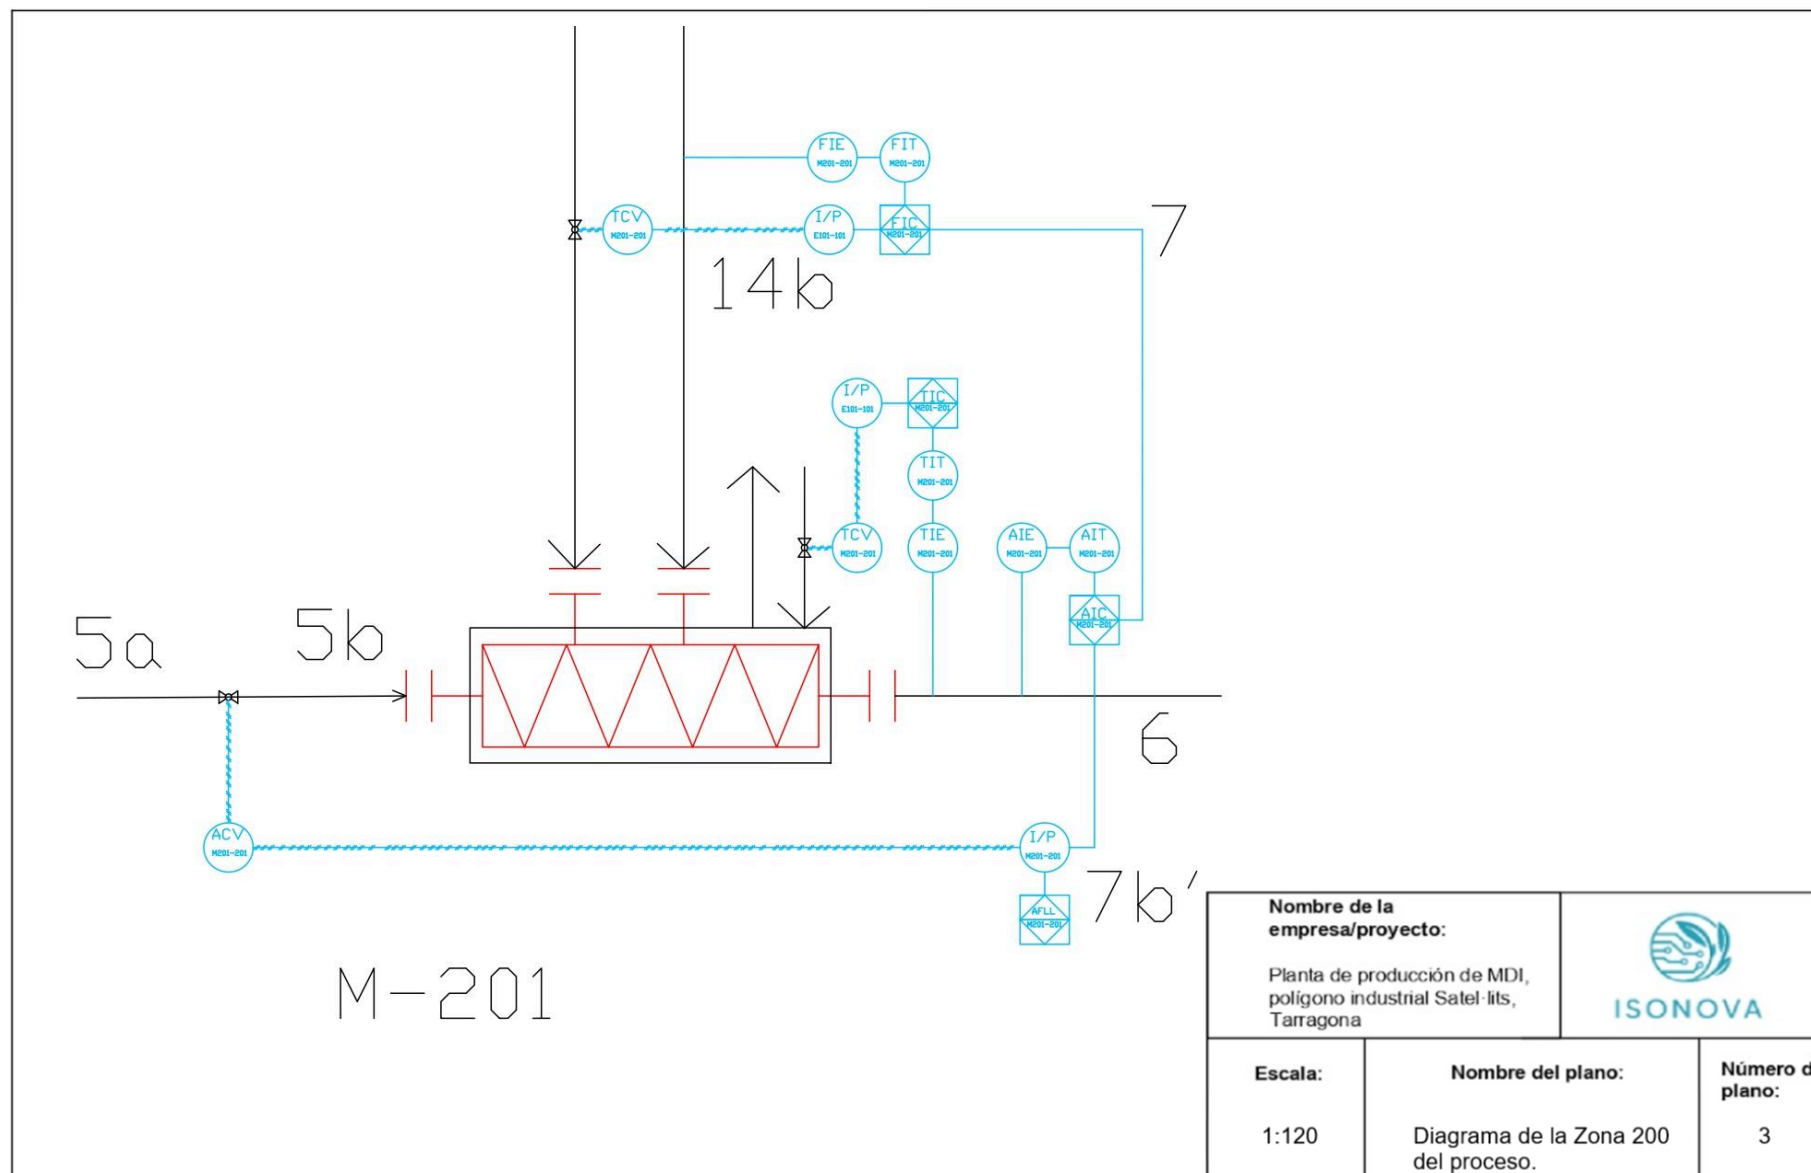 FIE
M201-201
FIT
M201-201
TCV
M201-201
I/P
E101-101
FIC
M201-201
7
14b
I/P
E101-101
TIC
M201-201
TIT
M201-201
TCV
M201-201
TIE
M201-201
AIE
M201-201
AIT
M201-201
AIC
M201-201
5a
5b
6
ACV
M201-201
I/P
M201-201
AFLL
M201-201
7b'
M-201
Nombre de la
empresa/proyecto:
Planta de producción de MDI,
polígono industrial Satel·lits,
Tarragona
ISONOVA
Escala:
1:120
Nombre del plano:
Diagrama de la Zona 200
del proceso.
Número d
plano:
3